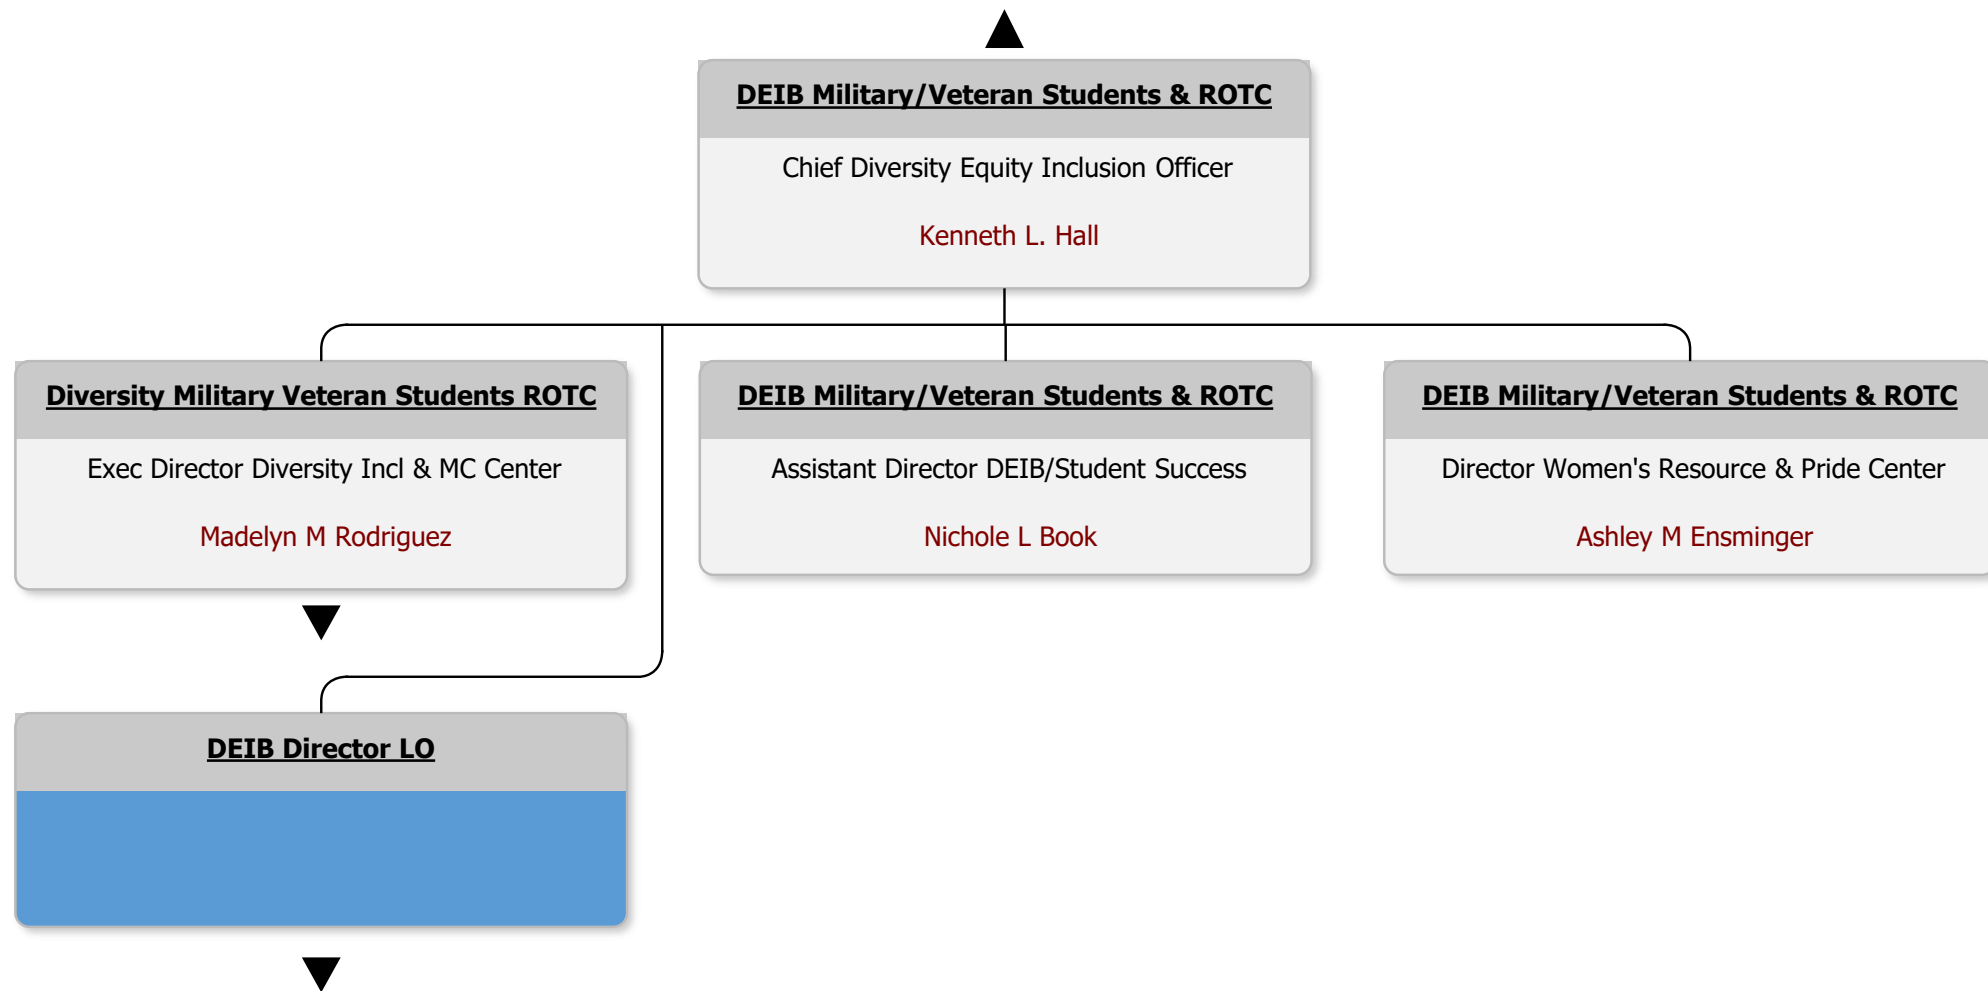 DEIB Military/Veteran Students & ROTC
Chief Diversity Equity Inclusion Officer
Kenneth L. Hall
Diversity Military Veteran Students ROTC
Exec Director Diversity Incl & MC Center
Madelyn M Rodriguez
DEIB Military/Veteran Students & ROTC
Assistant Director DEIB/Student Success
Nichole L Book
DEIB Military/Veteran Students & ROTC
Director Women's Resource & Pride Center
Ashley M Ensminger
DEIB Director LO